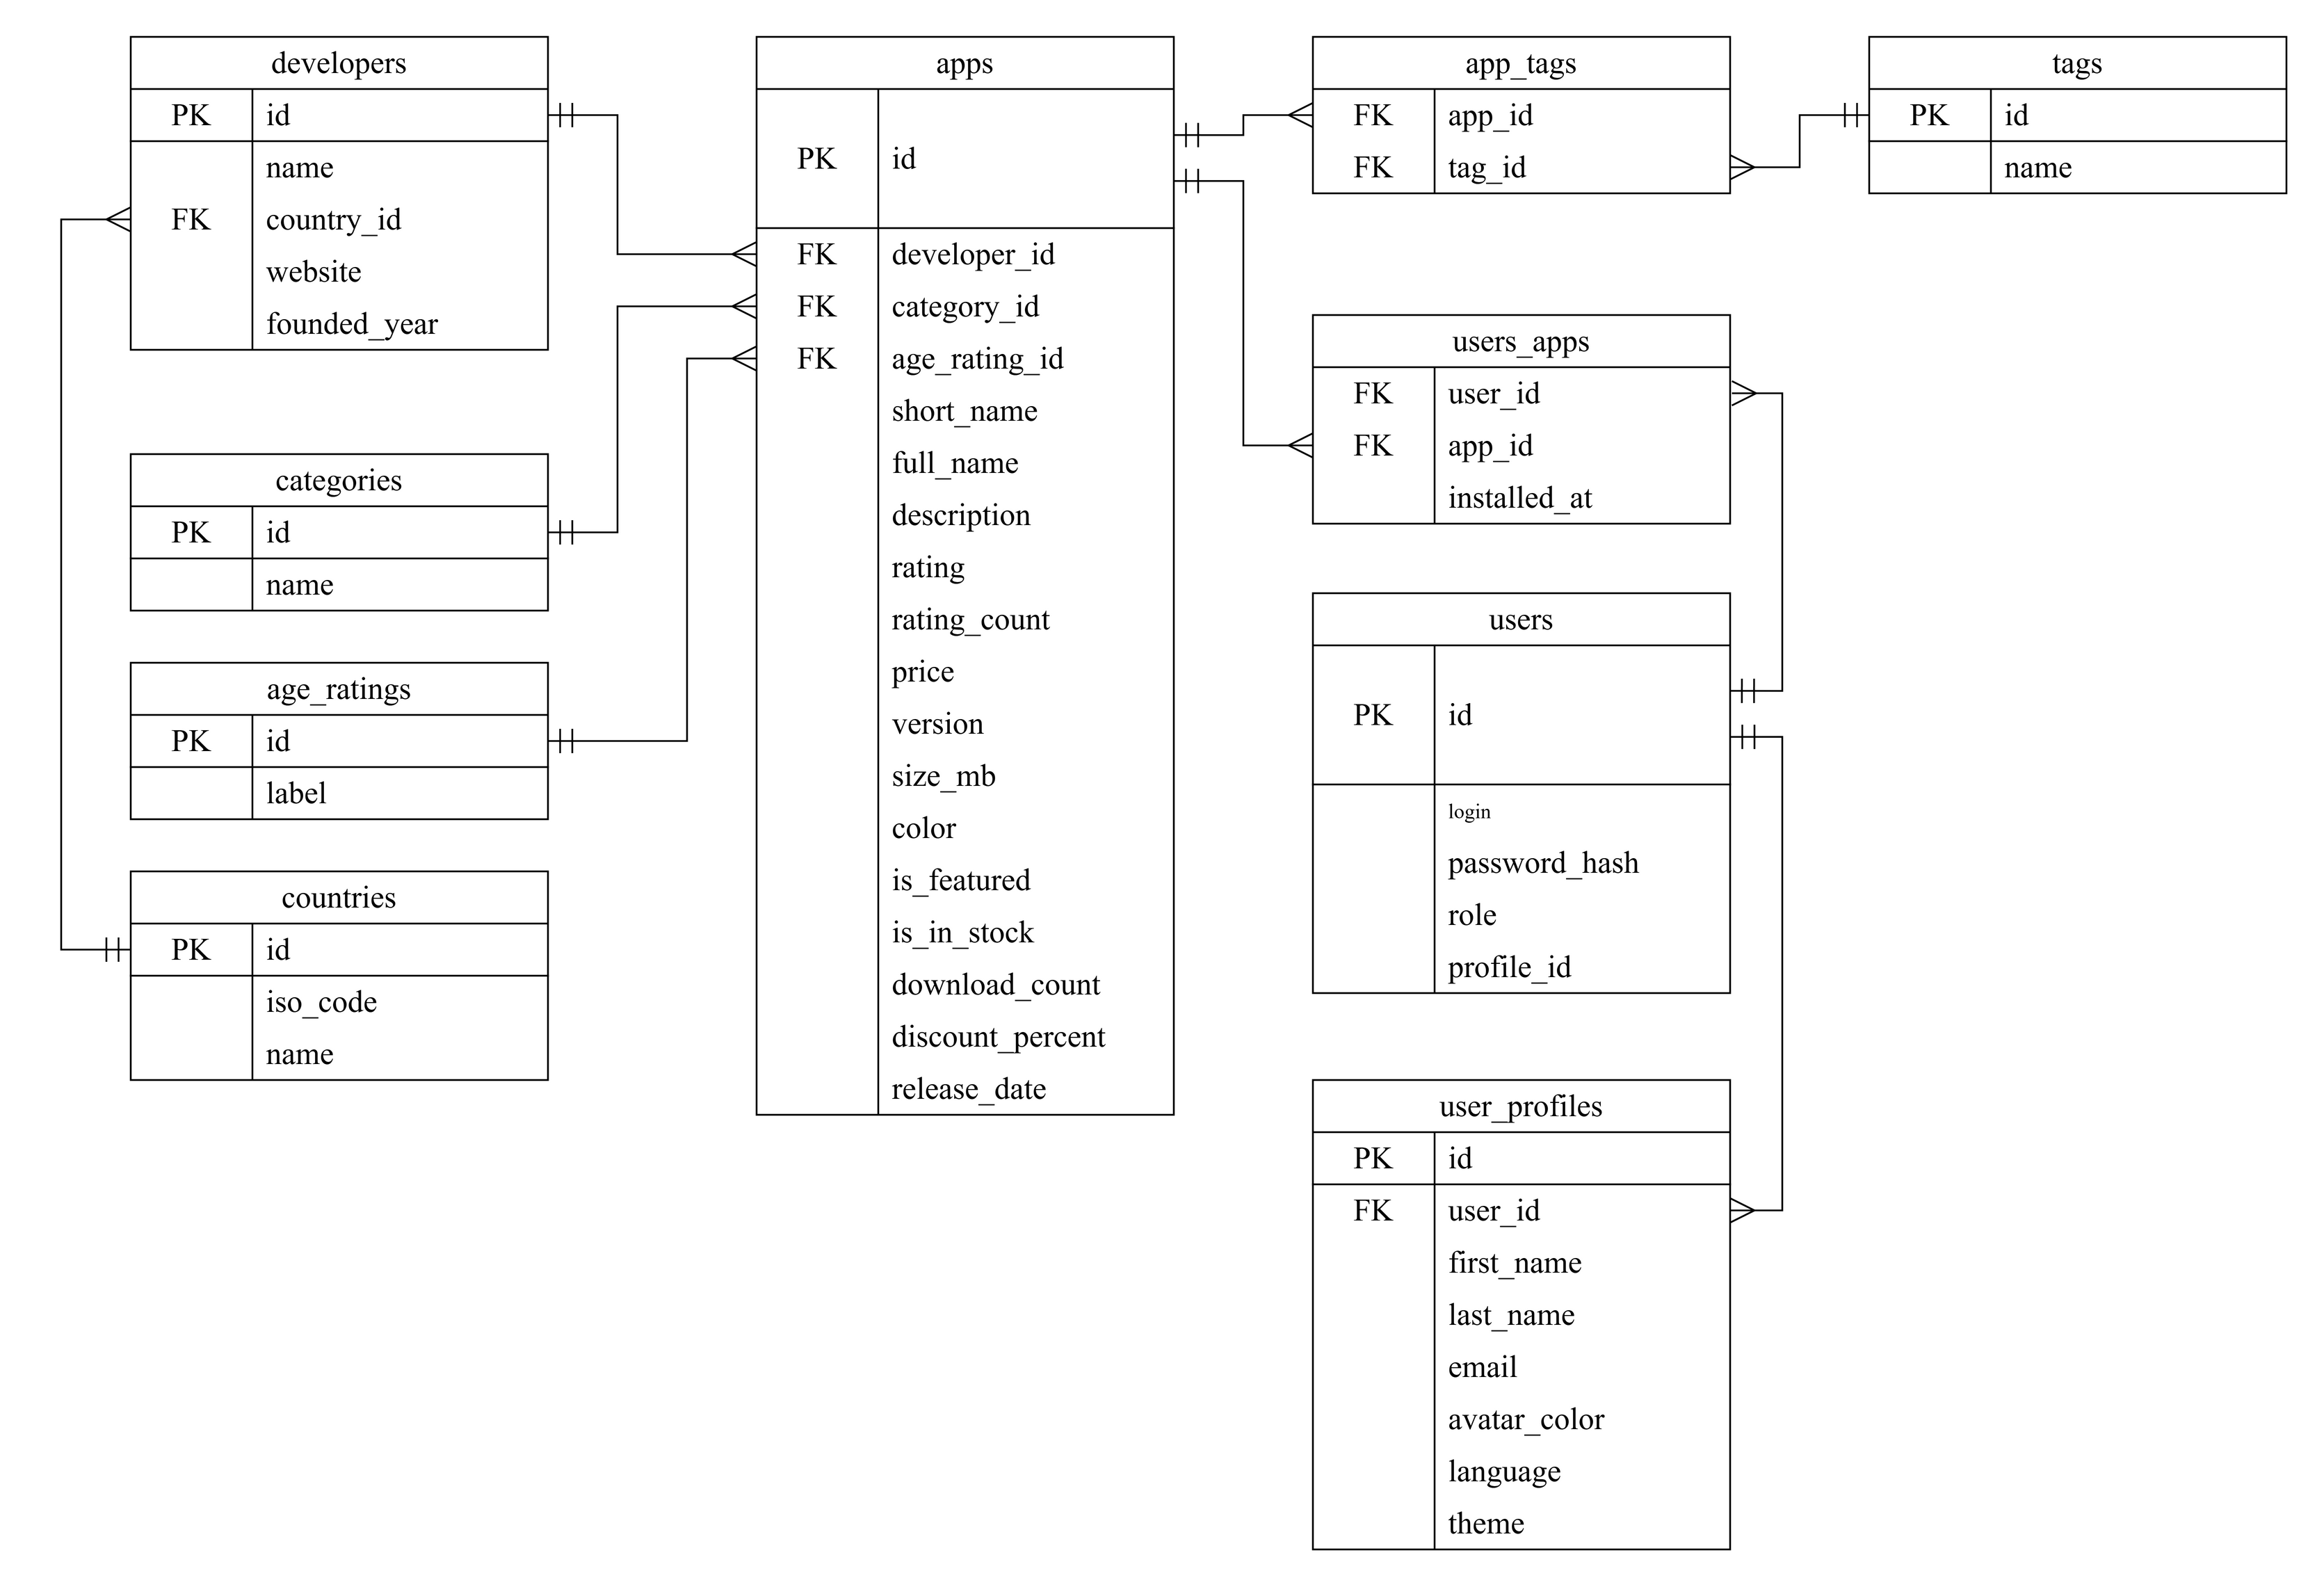 developers
PK id
name
FK country_id
website
founded_year
categories
PK id
name
age_ratings
PK id
label
countries
PK id
iso_code
name
apps
PK id
FK developer_id
FK category_id
FK age_rating_id
short_name
full_name
description
rating
rating_count
price
version
size_mb
color
is_featured
is_in_stock
download_count
discount_percent
release_date
app_tags
FK app_id
FK tag_id
users_apps
FK user_id
FK app_id
installed_at
users
PK id
login
password_hash
role
profile_id
user_profiles
PK id
FK user_id
first_name
last_name
email
avatar_color
language
theme
tags
PK id
name